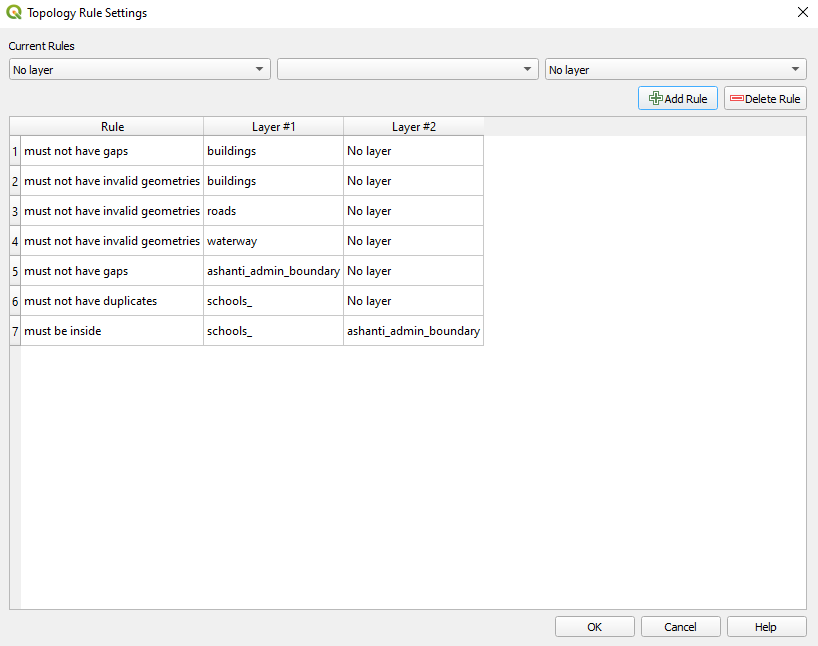 Topology Rule Settings
Current Rules
No layer No layer
Add Rule Delete Rule
Rule Layer #1 Layer #2
1 must not have gaps buildings No layer
2 must not have invalid geometries buildings No layer
3 must not have invalid geometries roads No layer
4 must not have invalid geometries waterway No layer
5 must not have gaps ashanti_admin_boundary No layer
6 must not have duplicates schools_ No layer
7 must be inside schools_ ashanti_admin_boundary
OK Cancel Help